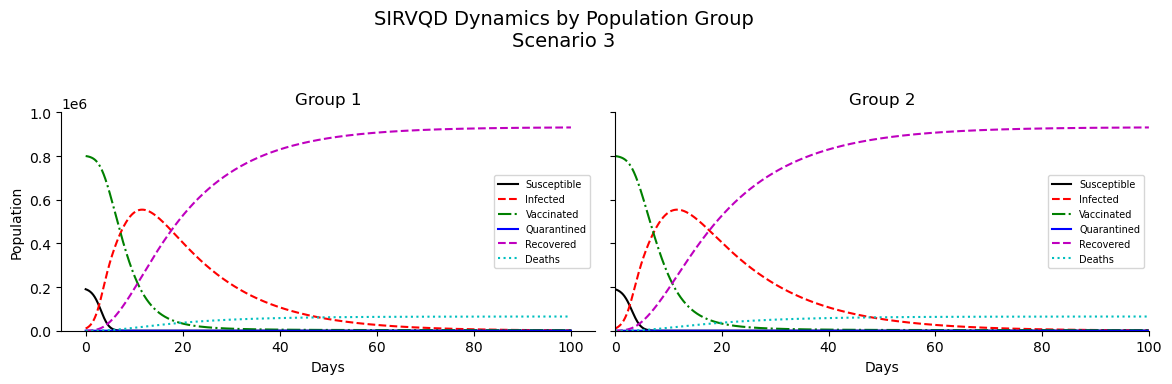 SIRVQD Dynamics by Population Group
Scenario 3
Group 1
1e6
1.0
0.8
0.6
0.4
0.2
0.0
Population
0
20
40
60
80
100
Days
Susceptible
Infected
Vaccinated
Quarantined
Recovered
Deaths
Group 2
0
20
40
60
80
100
Days
Susceptible
Infected
Vaccinated
Quarantined
Recovered
Deaths